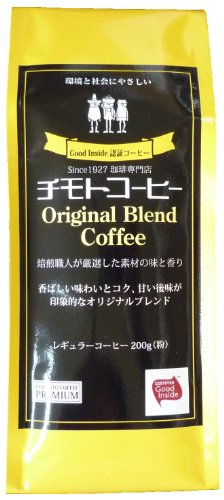 環境と社会にやさしい
Good Inside 認証コーヒー
Since1927 珈琲専門店
チモトコーヒー
Original Blend
Coffee
焙煎職人が厳選した素材の味と香り
香ばしい味わいとコク、甘い後味が
印象的なオリジナルブレンド
レギュラーコーヒー 200g（粉）
PREMIUM
CERTIFIED
Good
Inside